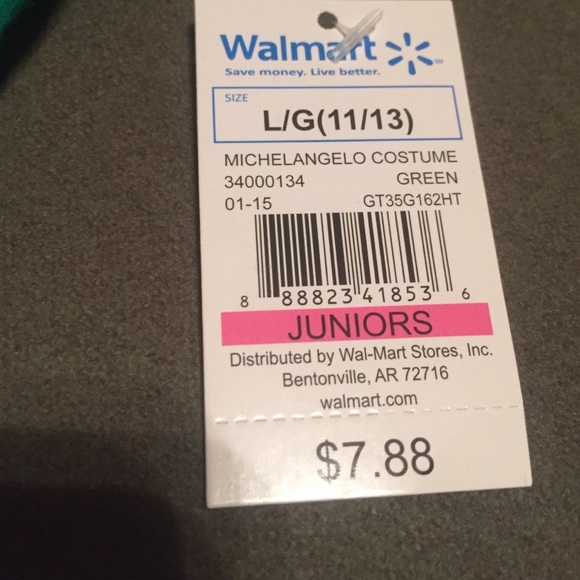 Walmart
Save money. Live better. SM
SIZE
L/G(11/13)
MICHELANGELO COSTUME
34000134 GREEN
01-15 GT35G162HT
8 88823 41853 6
JUNIORS
Distributed by Wal-Mart Stores, Inc.
Bentonville, AR 72716
walmart.com
$7.88